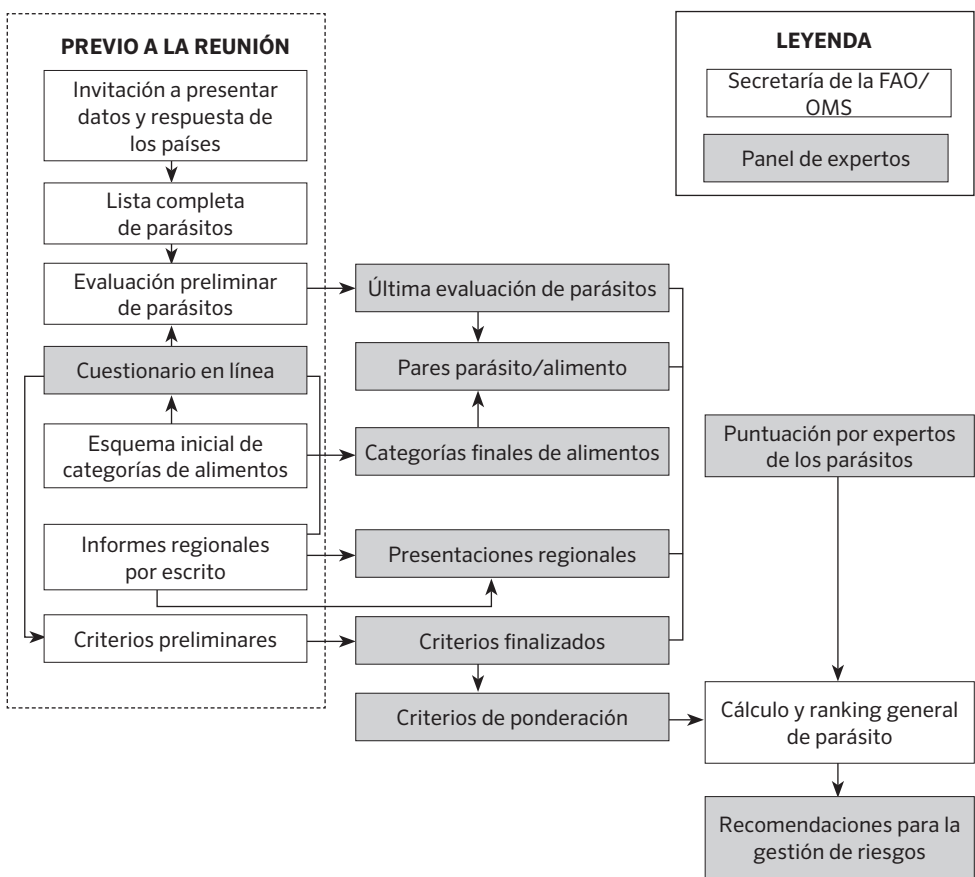 PREVIO A LA REUNIÓN
Invitación a presentar
datos y respuesta de
los países
Lista completa
de parásitos
Evaluación preliminar
de parásitos
Cuestionario en línea
Esquema inicial de
categorías de alimentos
Informes regionales
por escrito
Criterios preliminares
Última evaluación de parásitos
Pares parásito/alimento
Categorías finales de alimentos
Presentaciones regionales
Criterios finalizados
Criterios de ponderación
LEYENDA
Secretaría de la FAO/
OMS
Panel de expertos
Puntuación por expertos
de los parásitos
Cálculo y ranking general
de parásito
Recomendaciones para la
gestión de riesgos